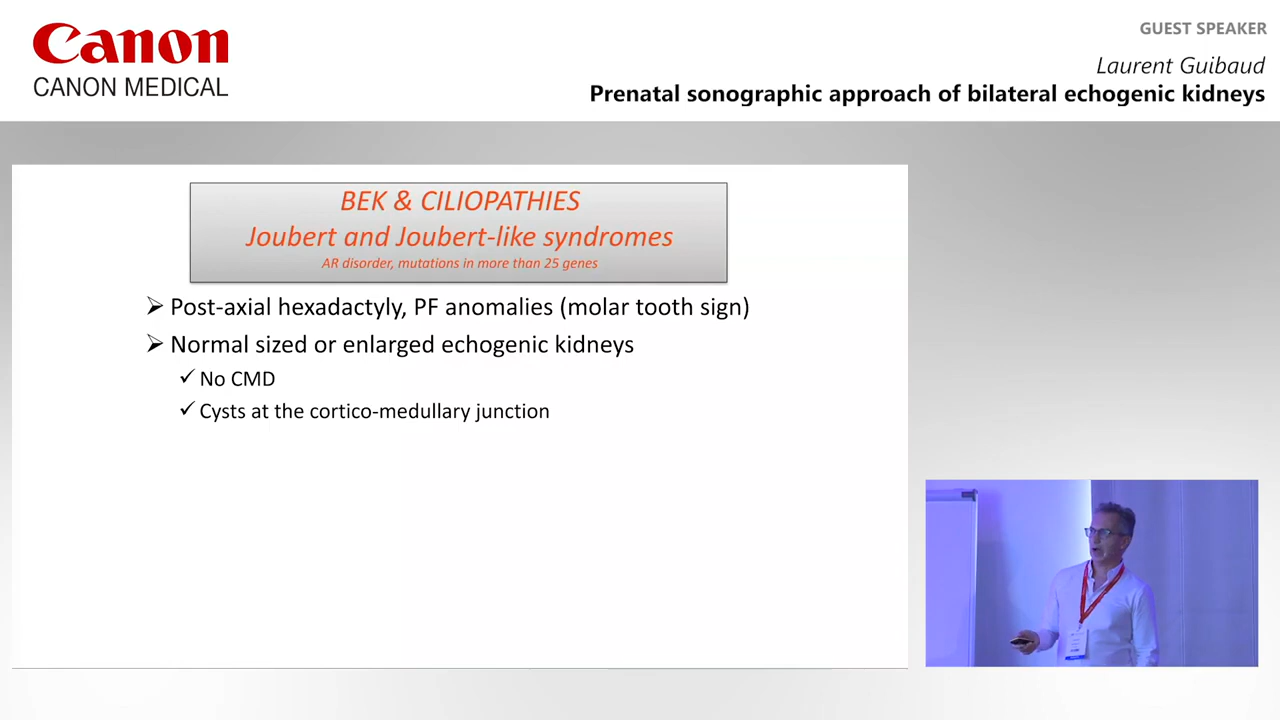 Canon
CANON MEDICAL
GUEST SPEAKER
Laurent Guibaud
Prenatal sonographic approach of bilateral echogenic kidneys
BEK & CILIOPATHIES
Joubert and Joubert-like syndromes
AR disorder, mutations in more than 25 genes
➢ Post-axial hexadactyly, PF anomalies (molar tooth sign)
➢ Normal sized or enlarged echogenic kidneys
✓ No CMD
✓ Cysts at the cortico-medullary junction